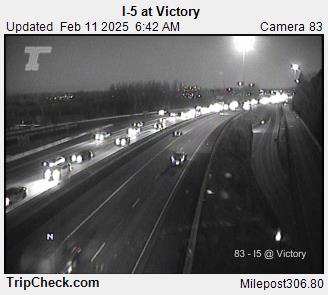 I-5 at Victory
Updated Feb 11 2025 6:42 AM Camera 83
T
N
83 - I5 @ Victory
TripCheck.com Milepost306.80